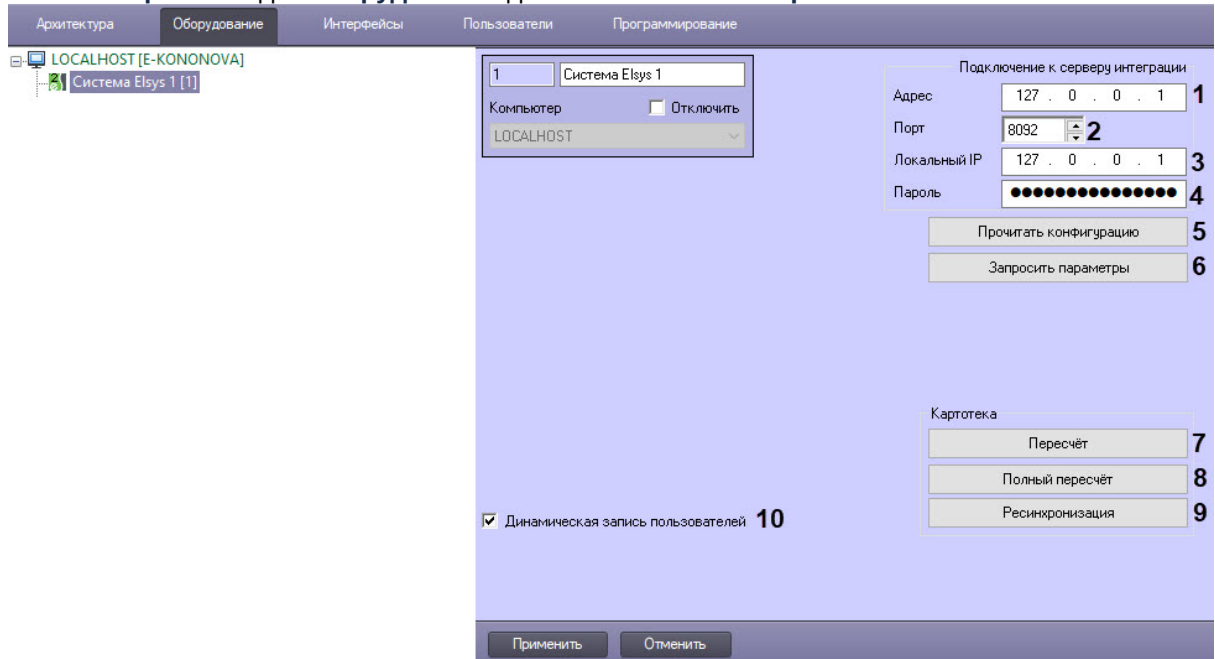 Архитектура Оборудование Интерфейсы Пользователи Программирование
LOCALHOST [E-KONONOVA]
Система Elsys 1 [1]
1 Система Elsys 1
Компьютер Отключить
LOCALHOST
Подключение к серверу интеграции
Адрес 127 . 0 . 0 . 1 1
Порт 8092 2
Локальный IP 127 . 0 . 0 . 1 3
Пароль ●●●●●●●●●●●●●●● 4
Прочитать конфигурацию 5
Запросить параметры 6
Картотека
Пересчёт 7
Полный пересчёт 8
Ресинхронизация 9
Динамическая запись пользователей 10
Применить Отменить